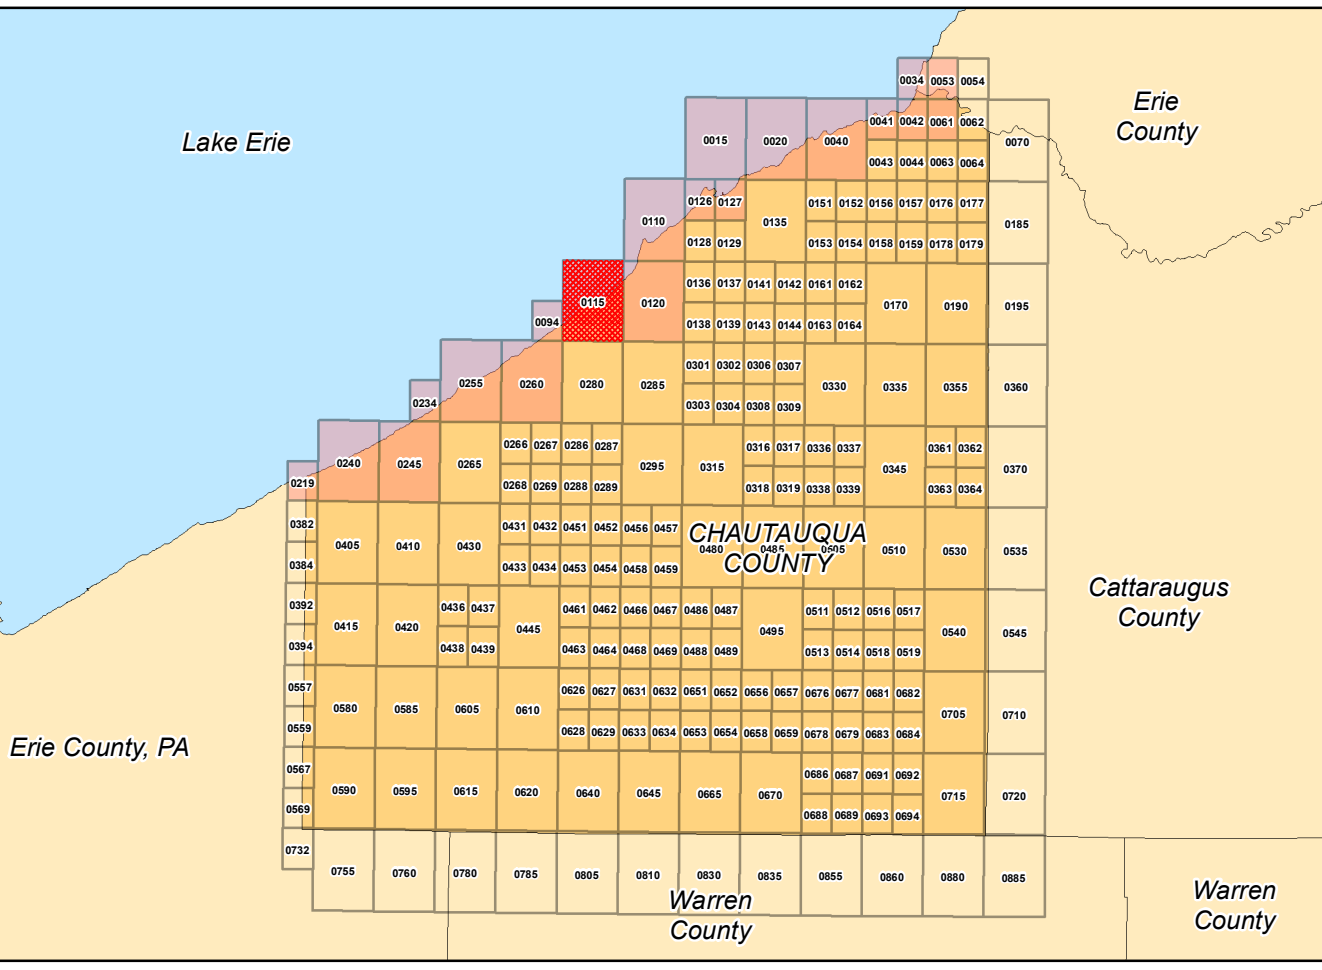 0034 0053 0054
Lake Erie
Erie
County
0015 0020 0040 0041 0042 0061 0062 0070
0043 0044 0063 0064
0110 0126 0127 0135 0151 0152 0156 0157 0176 0177 0185
0128 0129 0153 0154 0158 0159 0178 0179
0115 0120 0136 0137 0141 0142 0161 0162 0170 0190 0195
0094 0138 0139 0143 0144 0163 0164
0255 0260 0280 0285 0301 0302 0306 0307 0330 0335 0355 0360
0234 0303 0304 0308 0309
0240 0245 0265 0266 0267 0286 0287 0295 0315 0316 0317 0336 0337 0345 0361 0362 0370
0219 0268 0269 0288 0289 0318 0319 0338 0339 0363 0364
0382 0405 0410 0430 0431 0432 0451 0452 0456 0457 0480 0485 0505 0510 0530 0535
CHAUTAUQUA
COUNTY
0384 0433 0434 0453 0454 0458 0459
Cattaraugus
County
0392 0415 0420 0436 0437 0445 0461 0462 0466 0467 0486 0487 0495 0511 0512 0516 0517 0540 0545
0394 0438 0439 0463 0464 0468 0469 0488 0489 0513 0514 0518 0519
0557 0580 0585 0605 0610 0626 0627 0631 0632 0651 0652 0656 0657 0676 0677 0681 0682 0705 0710
0559 0628 0629 0633 0634 0653 0654 0658 0659 0678 0679 0683 0684
Erie County, PA
0567 0590 0595 0615 0620 0640 0645 0665 0670 0686 0687 0691 0692 0715 0720
0569 0688 0689 0693 0694
0732 0755 0760 0780 0785 0805 0810 0830 0835 0855 0860 0880 0885
Warren
County
Warren
County